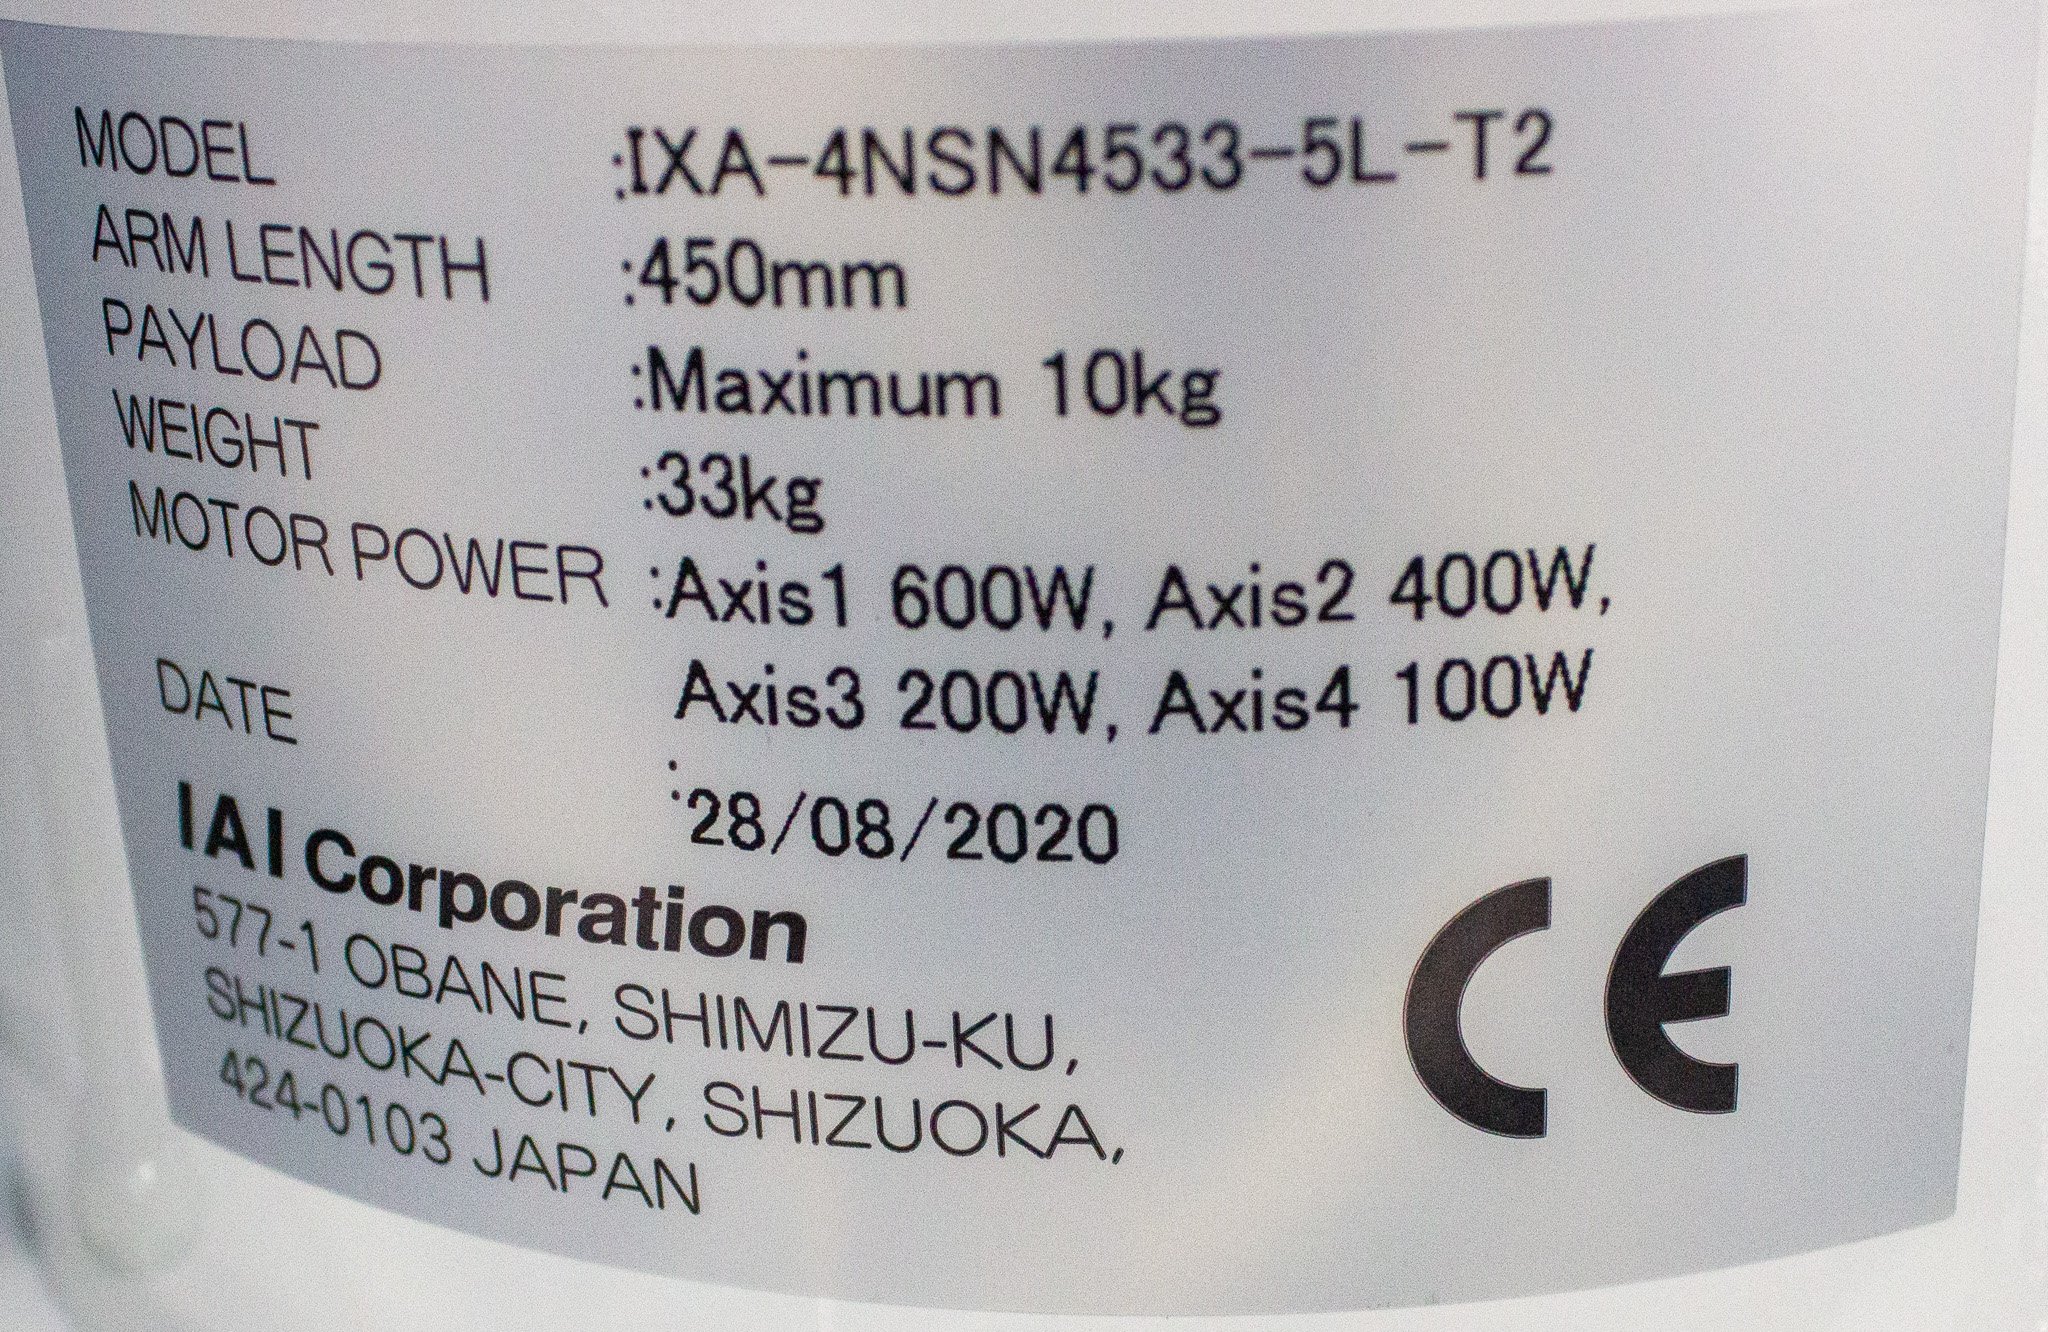 MODEL :IXA-4NSN4533-5L-T2
ARM LENGTH :450mm
PAYLOAD :Maximum 10kg
WEIGHT :33kg
MOTOR POWER :Axis1 600W, Axis2 400W,
Axis3 200W, Axis4 100W
DATE :28/08/2020
IAI Corporation
577-1 OBANE, SHIMIZU-KU,
SHIZUOKA-CITY, SHIZUOKA,
424-0103 JAPAN
CE